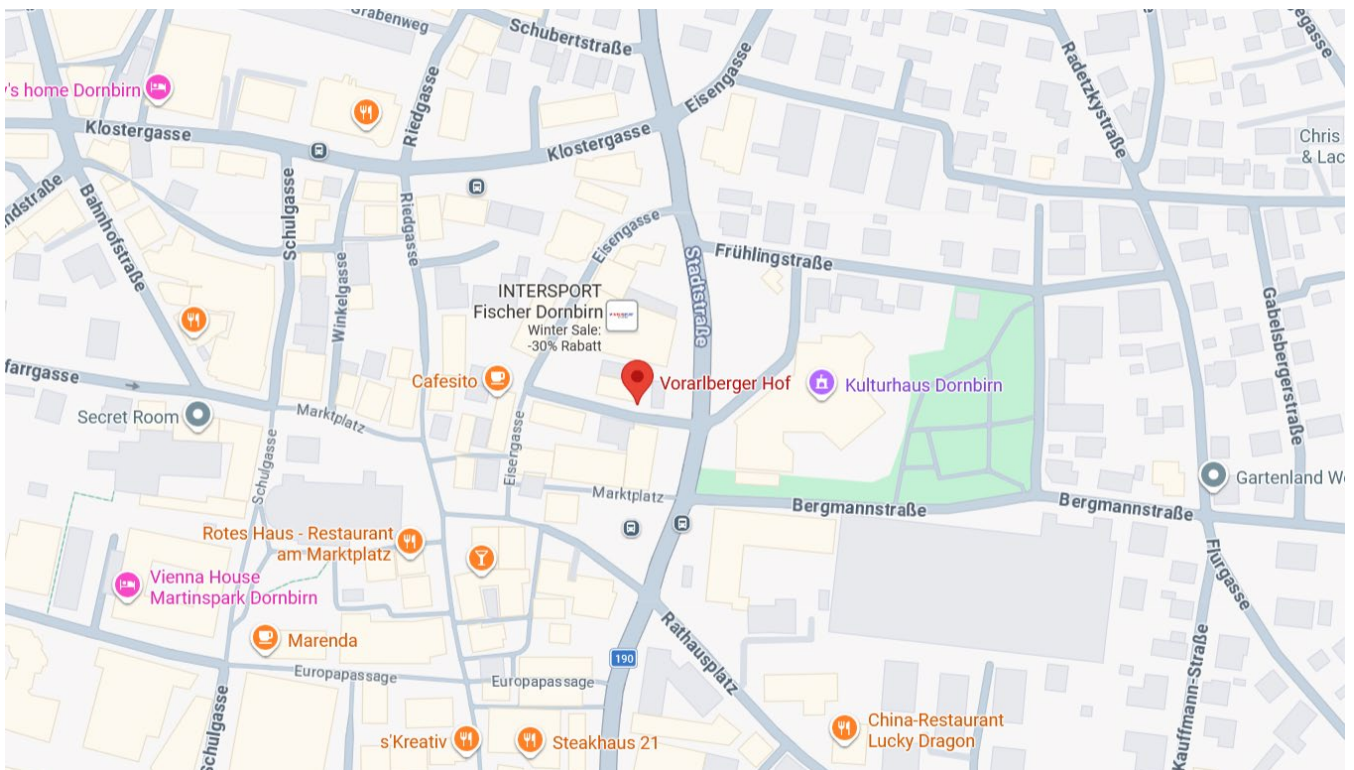 Grabenweg
Schubertstraße
Eisengasse
Radetzkystraße
y's home Dornbirn
Klostergasse
Riedgasse
Klostergasse
Chris
& Lac
ndstraße
Bahnhofstraße
Schulgasse
Winkelgasse
Riedgasse
Eisengasse
Stadtstraße
Frühlingstraße
Gabelsbergerstraße
INTERSPORT
Fischer Dornbirn
Winter Sale:
-30% Rabatt
farrgasse
Cafesito
Vorarlberger Hof
Kulturhaus Dornbirn
Secret Room
Marktplatz
Schulgasse
Eisengasse
Marktplatz
Bergmannstraße
Bergmannstraße
Gartenland We
Rotes Haus - Restaurant
am Marktplatz
Vienna House
Martinspark Dornbirn
Flurgasse
Marenda
Rathausplatz
190
Europapassage
Europapassage
Schulgasse
Kauffmann-Straße
s'Kreativ
Steakhaus 21
China-Restaurant
Lucky Dragon